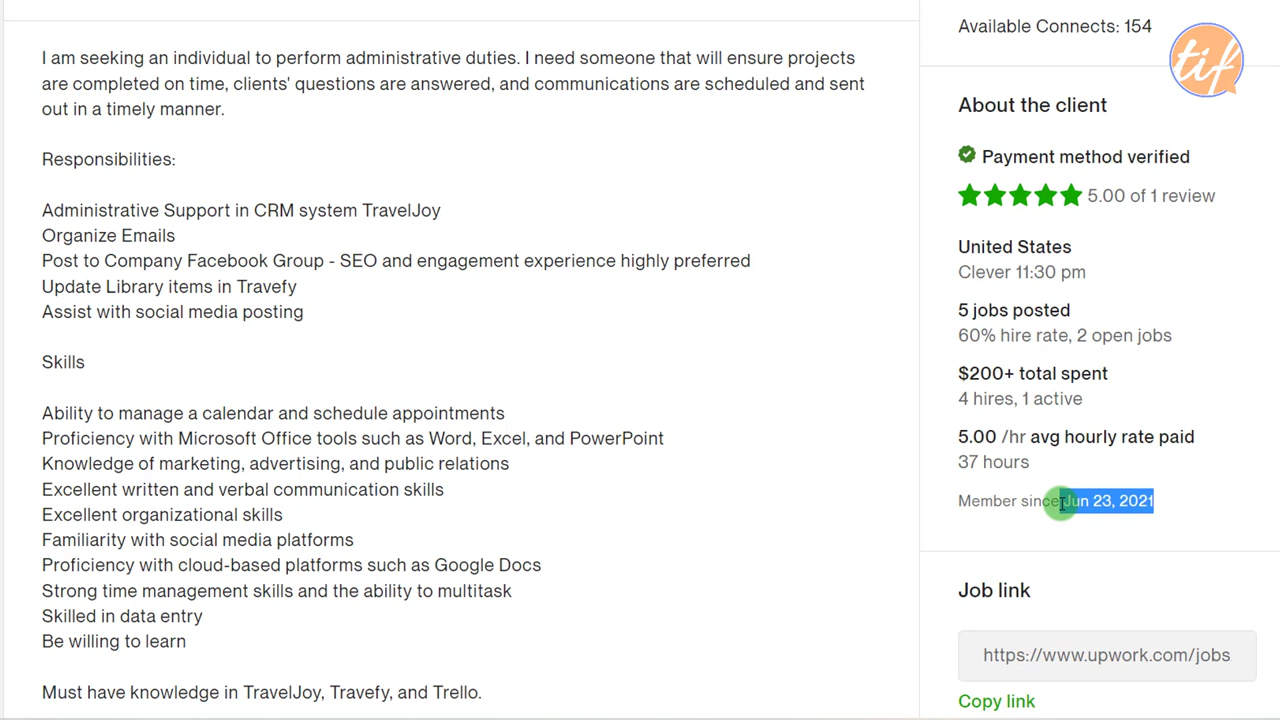 I am seeking an individual to perform administrative duties. I need someone that will ensure projects
are completed on time, clients' questions are answered, and communications are scheduled and sent
out in a timely manner.
Responsibilities:
Administrative Support in CRM system TravelJoy
Organize Emails
Post to Company Facebook Group - SEO and engagement experience highly preferred
Update Library items in Travefy
Assist with social media posting
Skills
Ability to manage a calendar and schedule appointments
Proficiency with Microsoft Office tools such as Word, Excel, and PowerPoint
Knowledge of marketing, advertising, and public relations
Excellent written and verbal communication skills
Excellent organizational skills
Familiarity with social media platforms
Proficiency with cloud-based platforms such as Google Docs
Strong time management skills and the ability to multitask
Skilled in data entry
Be willing to learn
Must have knowledge in TravelJoy, Travefy, and Trello.
Available Connects: 154
tif
About the client
Payment method verified
5.00 of 1 review
United States
Clever 11:30 pm
5 jobs posted
60% hire rate, 2 open jobs
$200+ total spent
4 hires, 1 active
5.00 /hr avg hourly rate paid
37 hours
Member since Jun 23, 2021
Job link
https://www.upwork.com/jobs
Copy link